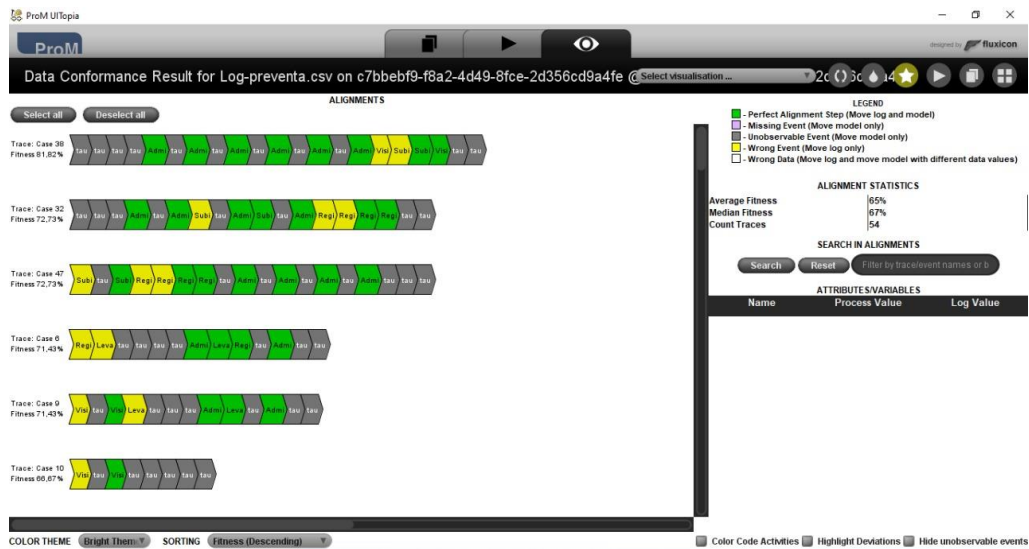 ProM UITopia
ProM
designed by fluxicon
Data Conformance Result for Log-preventa.csv on c7bbebf9-f8a2-4d49-8fce-2d356cd9a4fe @
Select visualisation ...
ALIGNMENTS
Select all Deselect all
Trace: Case 38
Fitness 81,82%
tau tau tau tau Admi tau Admi tau Admi tau Admi tau Admi tau Admi Visi Subi Subi Visi tau tau
Trace: Case 32
Fitness 72,73%
tau tau tau Admi tau Admi Subi tau Admi Subi tau Admi Regi Regi Regi Regi tau tau
Trace: Case 47
Fitness 72,73%
Subi tau Subi Regi Regi Regi Regi tau Admi tau Admi tau Admi tau Admi tau tau tau
Trace: Case 6
Fitness 71,43%
Regi Leva tau tau tau tau Admi Leva Regi tau Admi tau tau
Trace: Case 9
Fitness 71,43%
Visi tau Visi Leva tau tau tau Admi Leva tau Admi tau tau
Trace: Case 10
Fitness 66,67%
Visi tau Visi tau tau tau tau tau
LEGEND
- Perfect Alignment Step (Move log and model)
- Missing Event (Move model only)
- Unobservable Event (Move model only)
- Wrong Event (Move log only)
- Wrong Data (Move log and move model with different data values)
ALIGNMENT STATISTICS
Average Fitness 65%
Median Fitness 67%
Count Traces 54
SEARCH IN ALIGNMENTS
Search Reset Filter by trace/event names or b
ATTRIBUTES/VARIABLES
Name Process Value Log Value
COLOR THEME Bright Them SORTING Fitness (Descending)
Color Code Activities Highlight Deviations Hide unobservable events